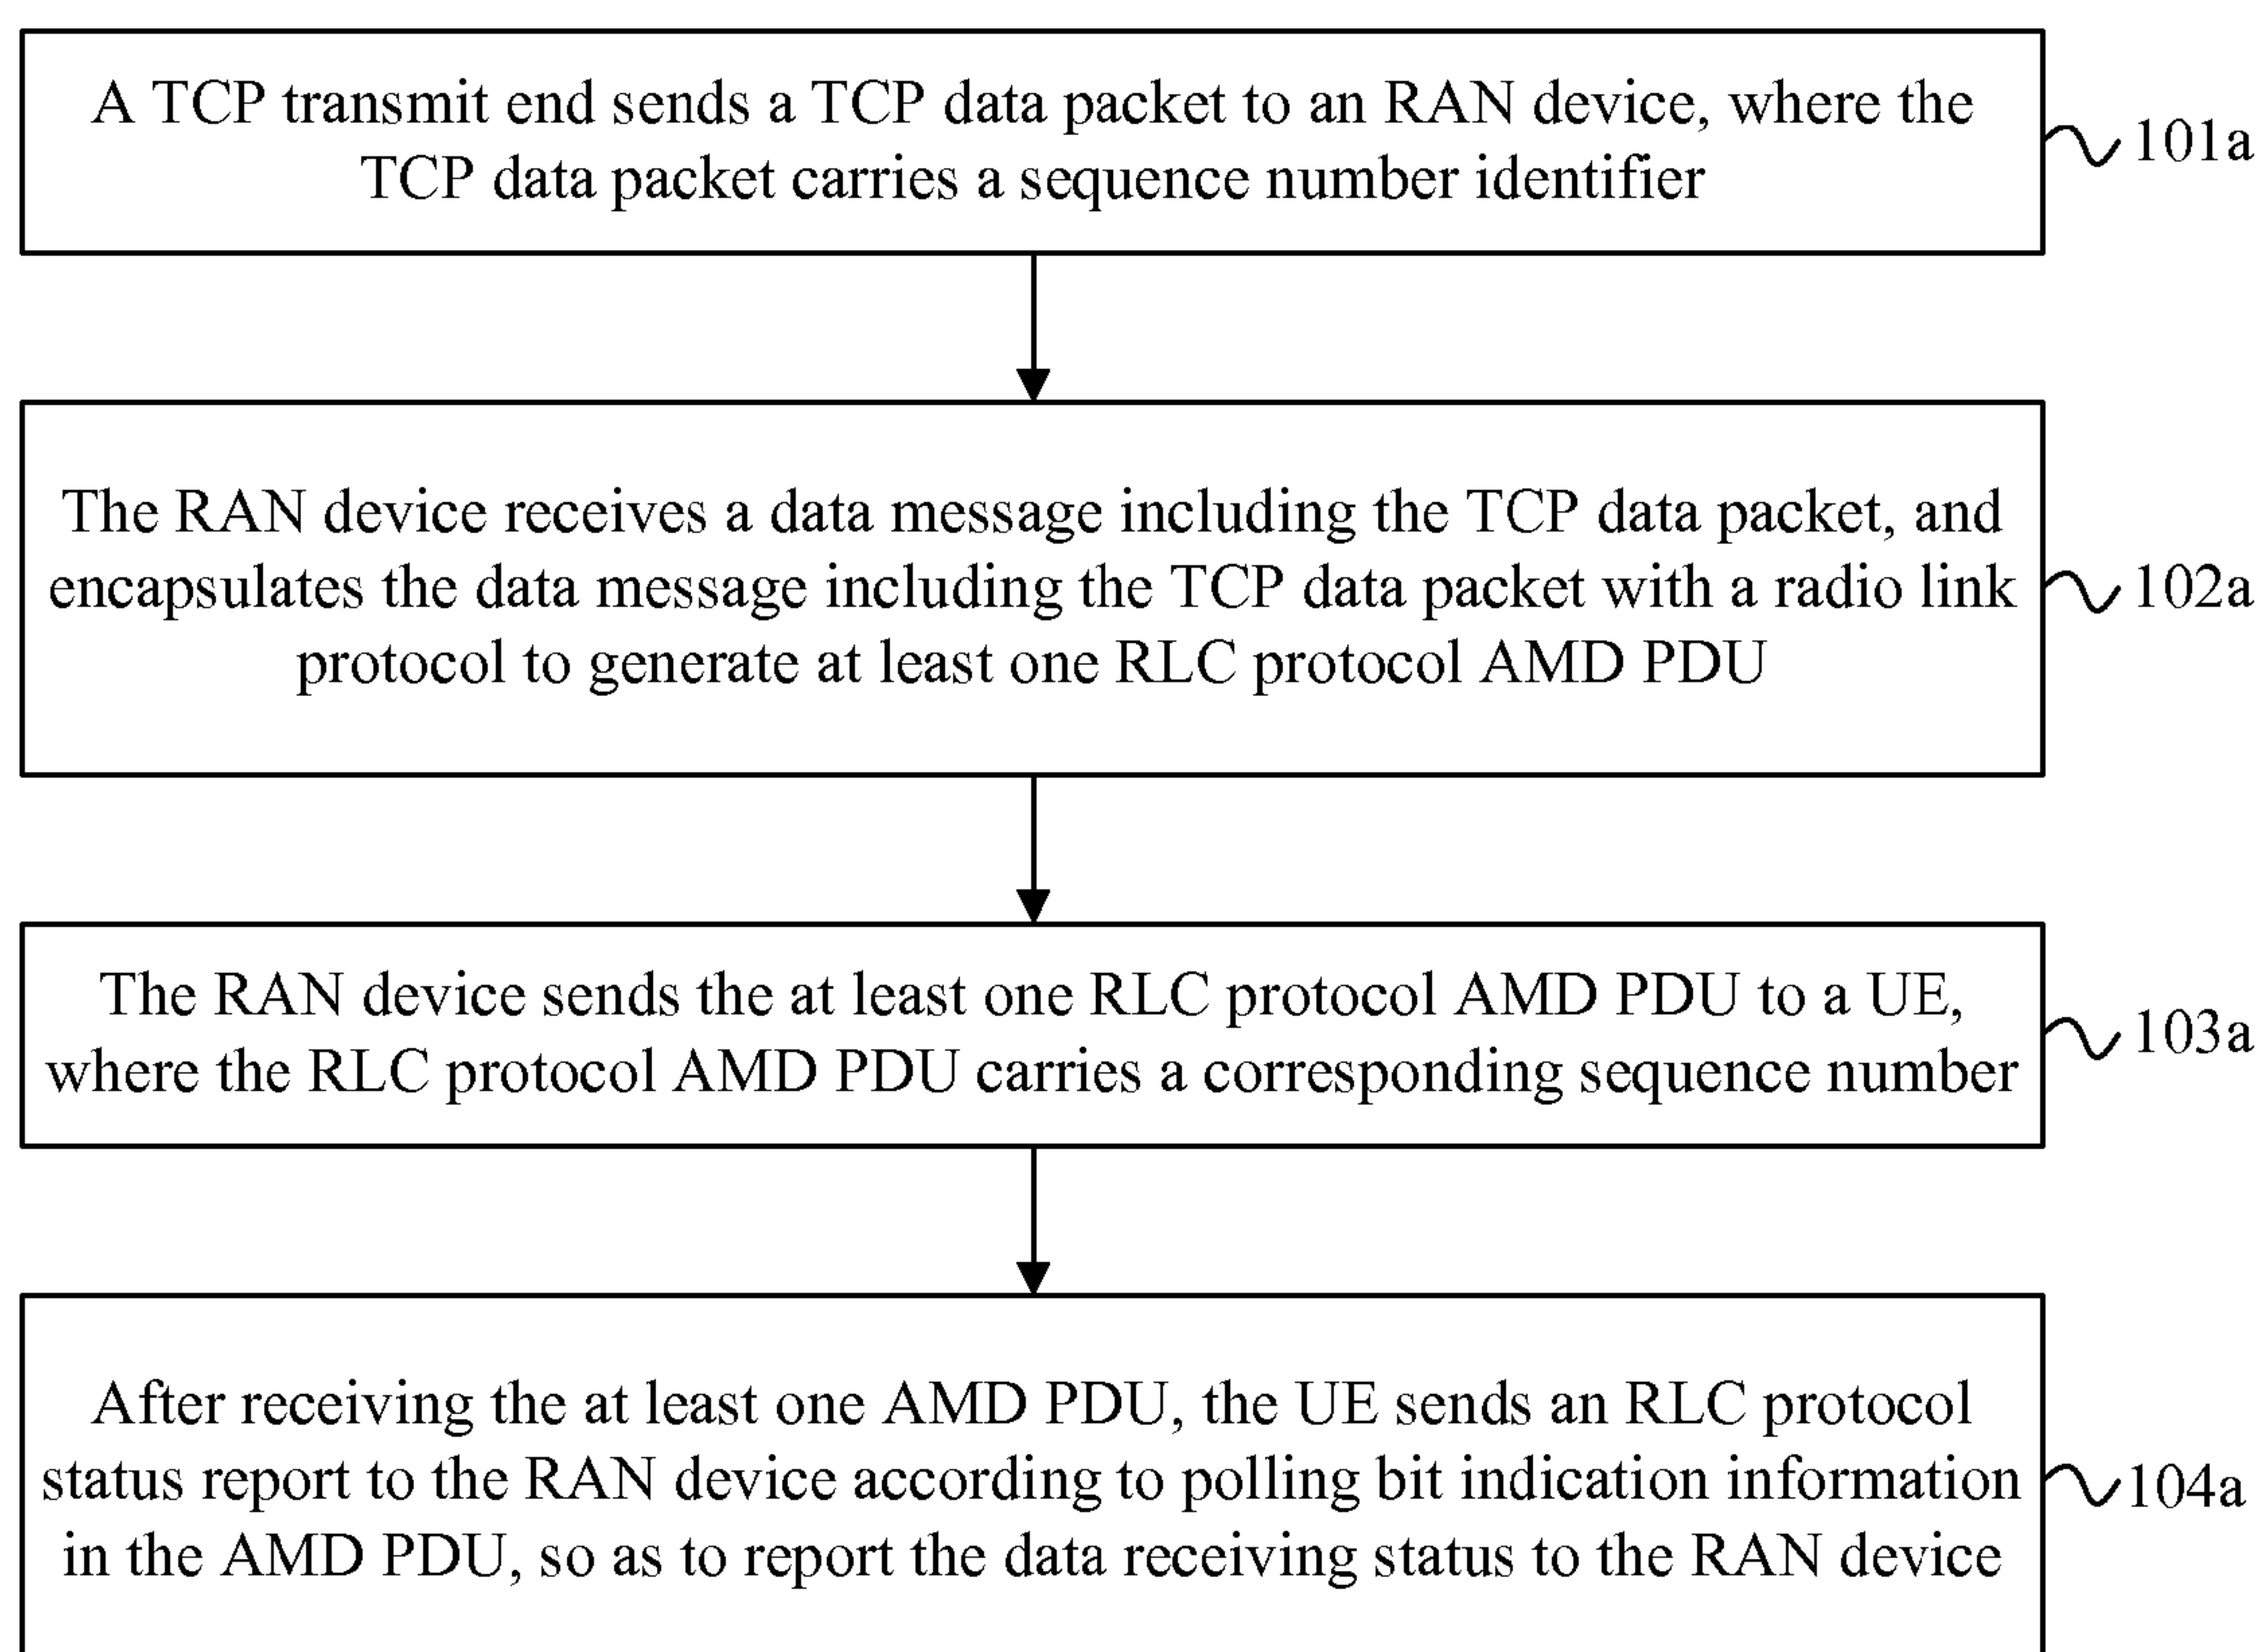 A TCP transmit end sends a TCP data packet to an RAN device, where the
TCP data packet carries a sequence number identifier
101a
The RAN device receives a data message including the TCP data packet, and
encapsulates the data message including the TCP data packet with a radio link
protocol to generate at least one RLC protocol AMD PDU
102a
The RAN device sends the at least one RLC protocol AMD PDU to a UE,
where the RLC protocol AMD PDU carries a corresponding sequence number
103a
After receiving the at least one AMD PDU, the UE sends an RLC protocol
status report to the RAN device according to polling bit indication information
in the AMD PDU, so as to report the data receiving status to the RAN device
104a